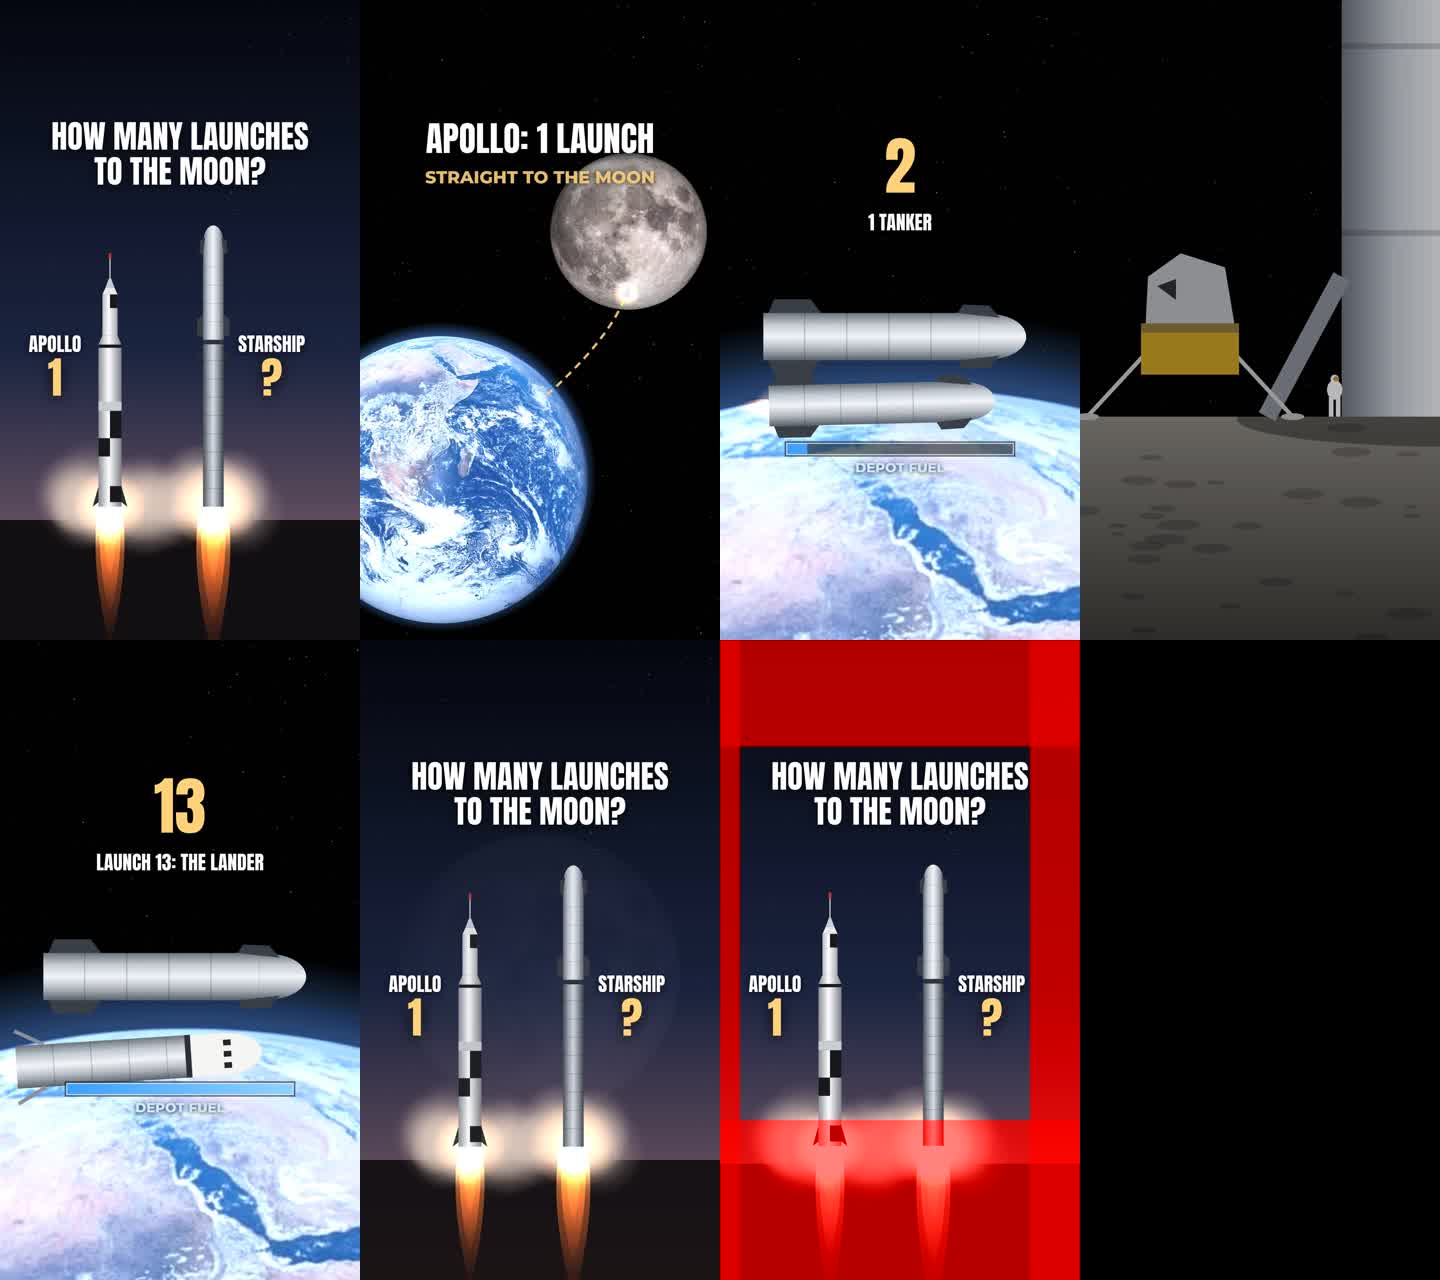 HOW MANY LAUNCHES
TO THE MOON?
APOLLO
1
STARSHIP
?
APOLLO: 1 LAUNCH
STRAIGHT TO THE MOON
2
1 TANKER
DEPOT FUEL
13
LAUNCH 13: THE LANDER
DEPOT FUEL
HOW MANY LAUNCHES
TO THE MOON?
APOLLO
1
STARSHIP
?
HOW MANY LAUNCHES
TO THE MOON?
APOLLO
1
STARSHIP
?